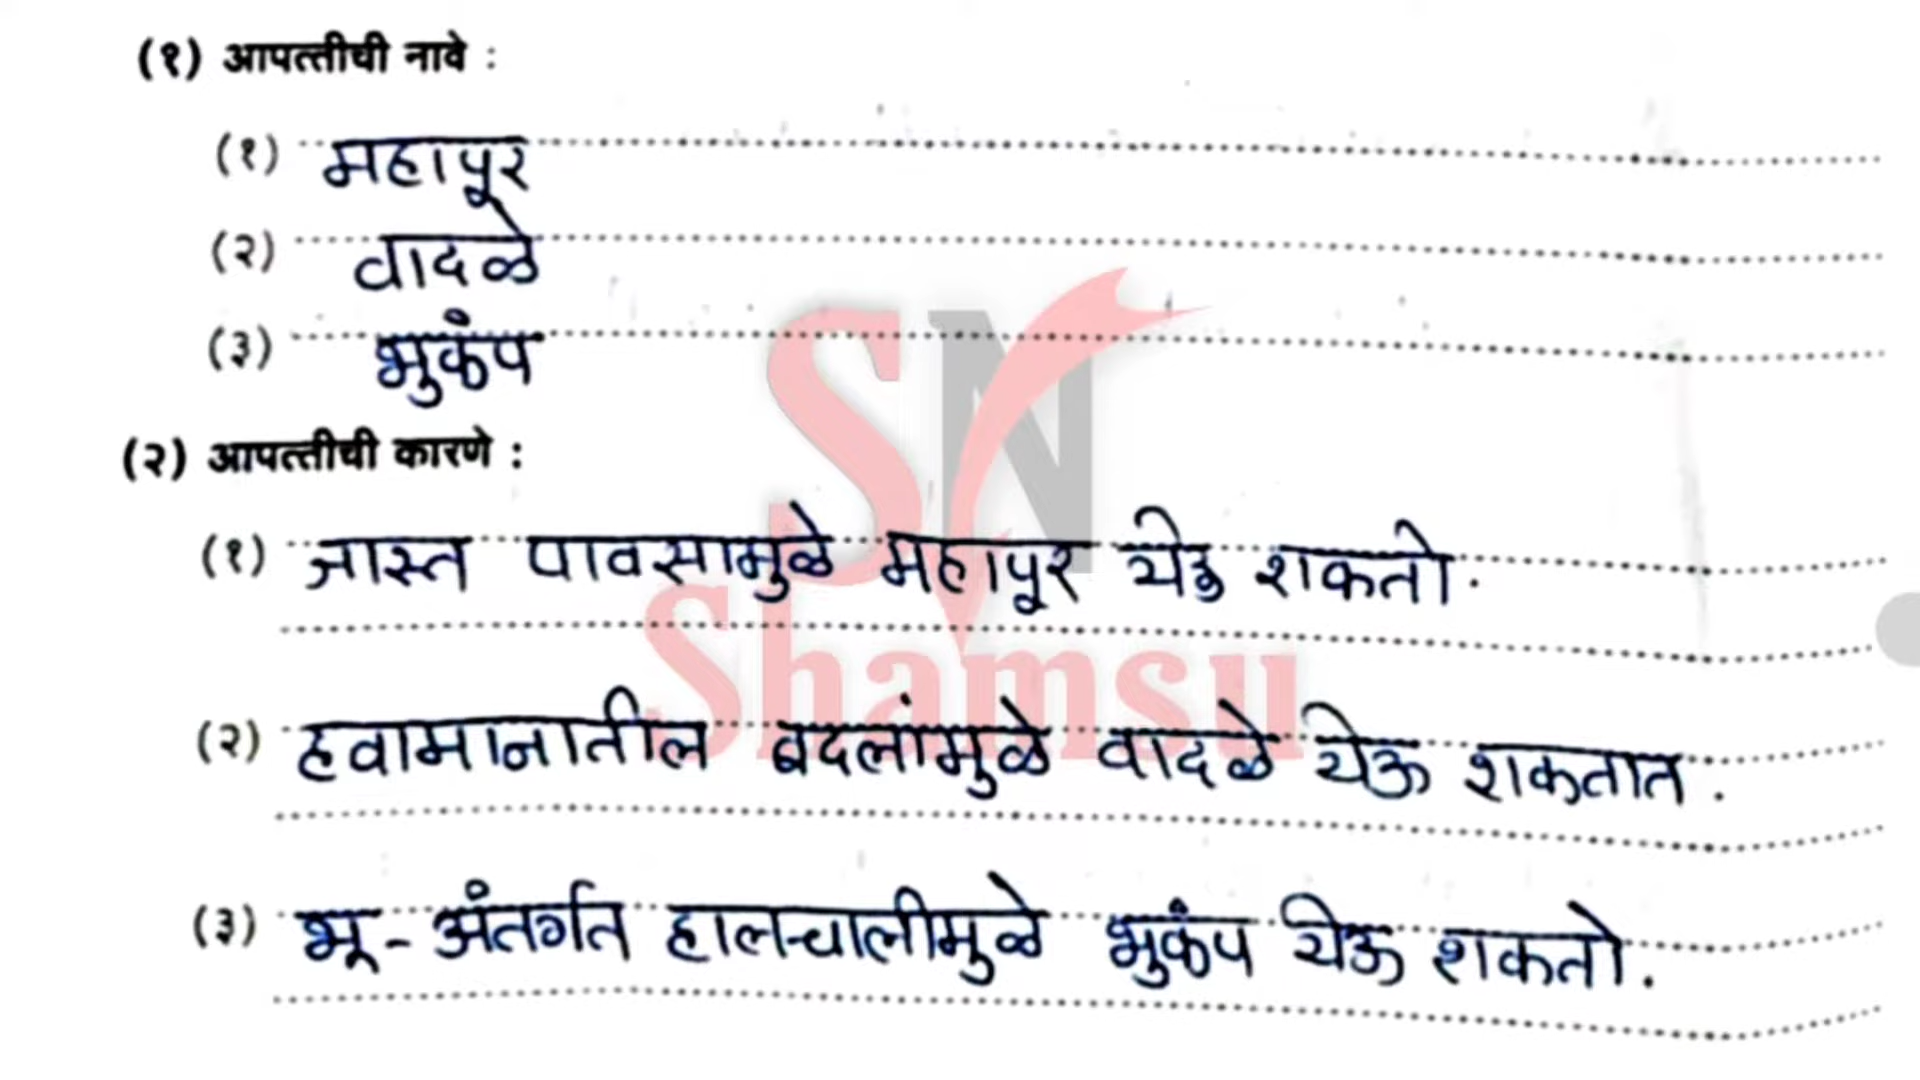 (१) आपत्तीची नावे :
(१) महापूर
(२) वादळे
(३) भुकंप
SN
(२) आपत्तीची कारणे :
(१) जास्त पावसामुळे महापूर येउ शकतो.
Shamsu
(२) हवामानातील बदलांमुळे वादळे येऊ शकतात.
(३) भू-अंतर्गत हालचालीमुळे भुकंप येऊ शकतो.